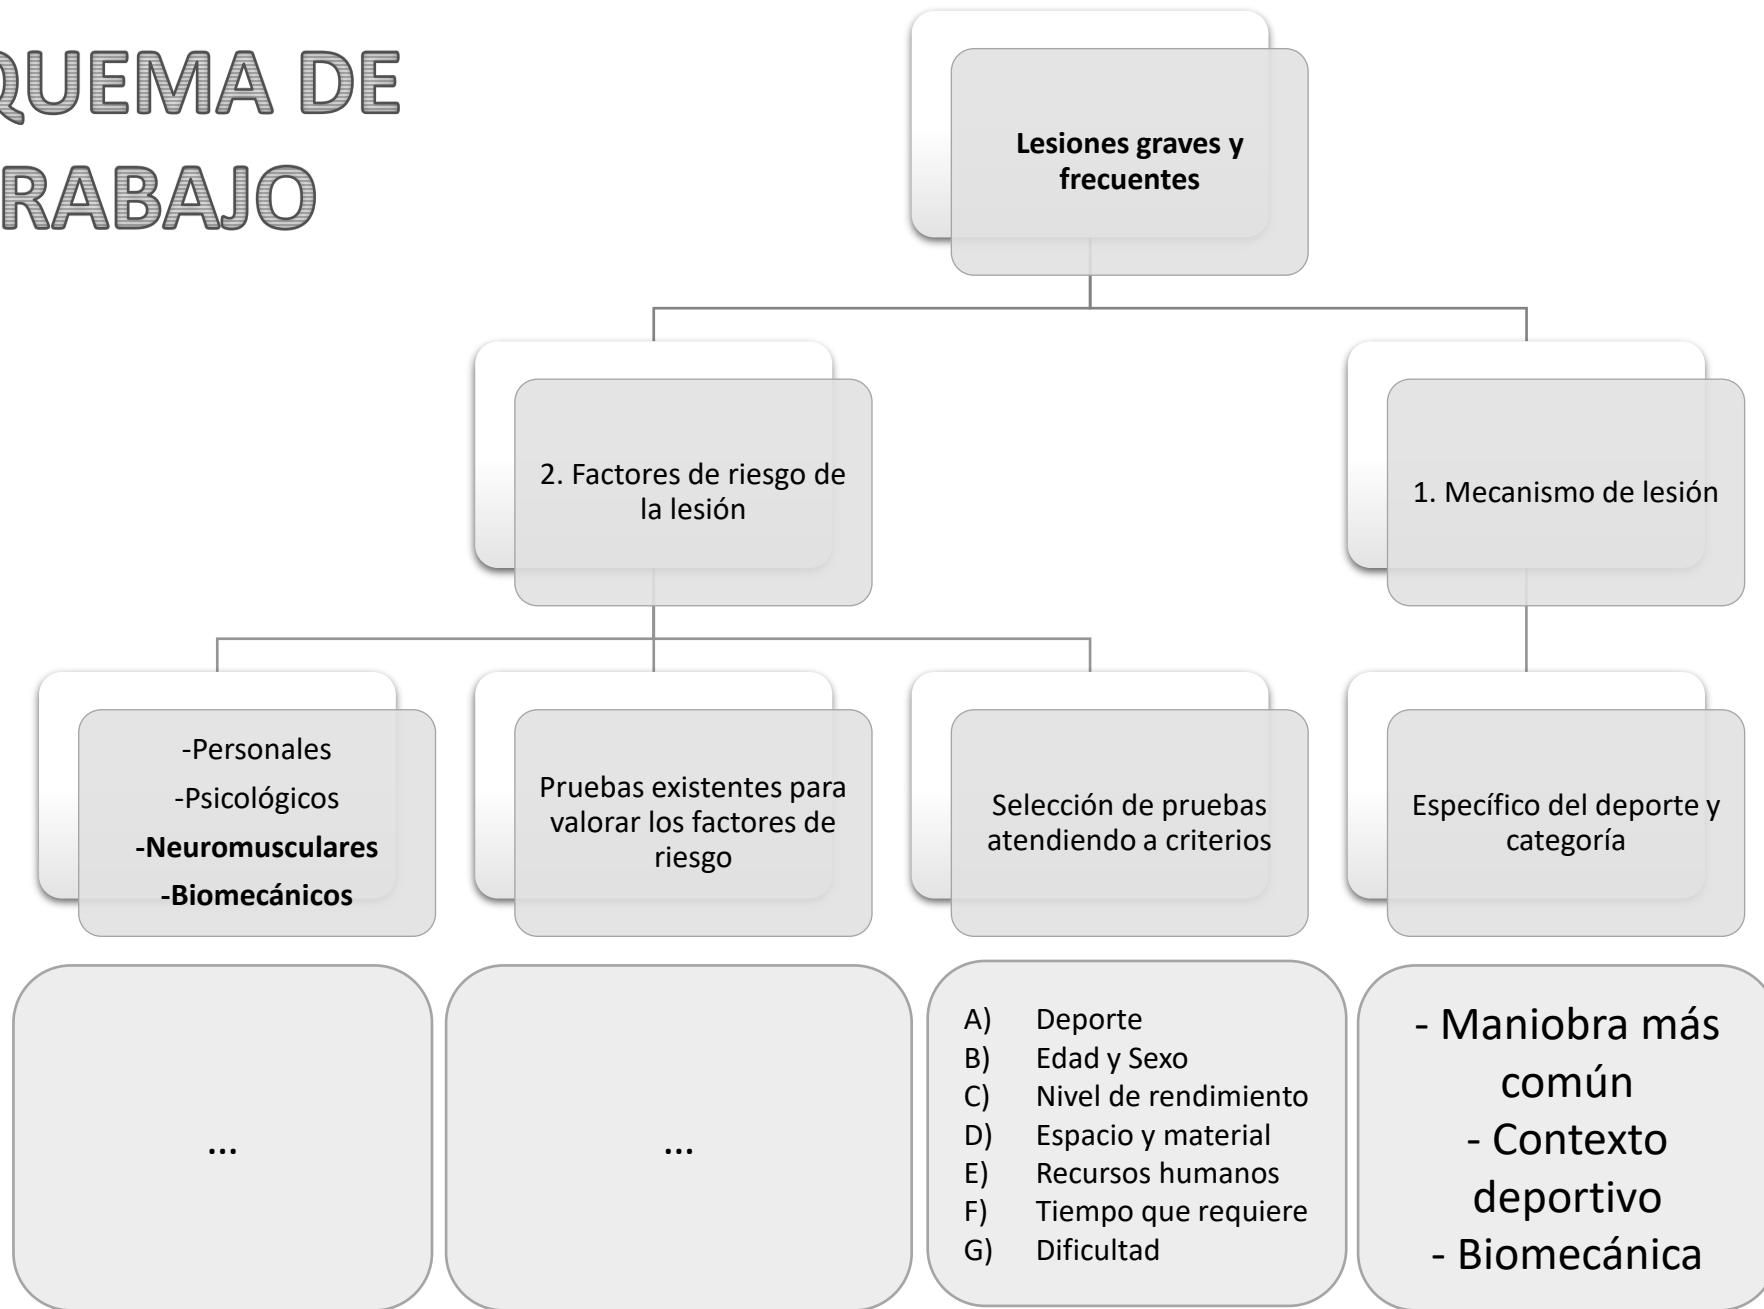 QUEMA DE
RABAJO
Lesiones graves y
frecuentes
2. Factores de riesgo de
la lesión
1. Mecanismo de lesión
-Personales
-Psicológicos
-Neuromusculares
-Biomecánicos
Pruebas existentes para
valorar los factores de
riesgo
Selección de pruebas
atendiendo a criterios
Específico del deporte y
categoría
...
...
A) Deporte
B) Edad y Sexo
C) Nivel de rendimiento
D) Espacio y material
E) Recursos humanos
F) Tiempo que requiere
G) Dificultad
- Maniobra más
común
- Contexto
deportivo
- Biomecánica